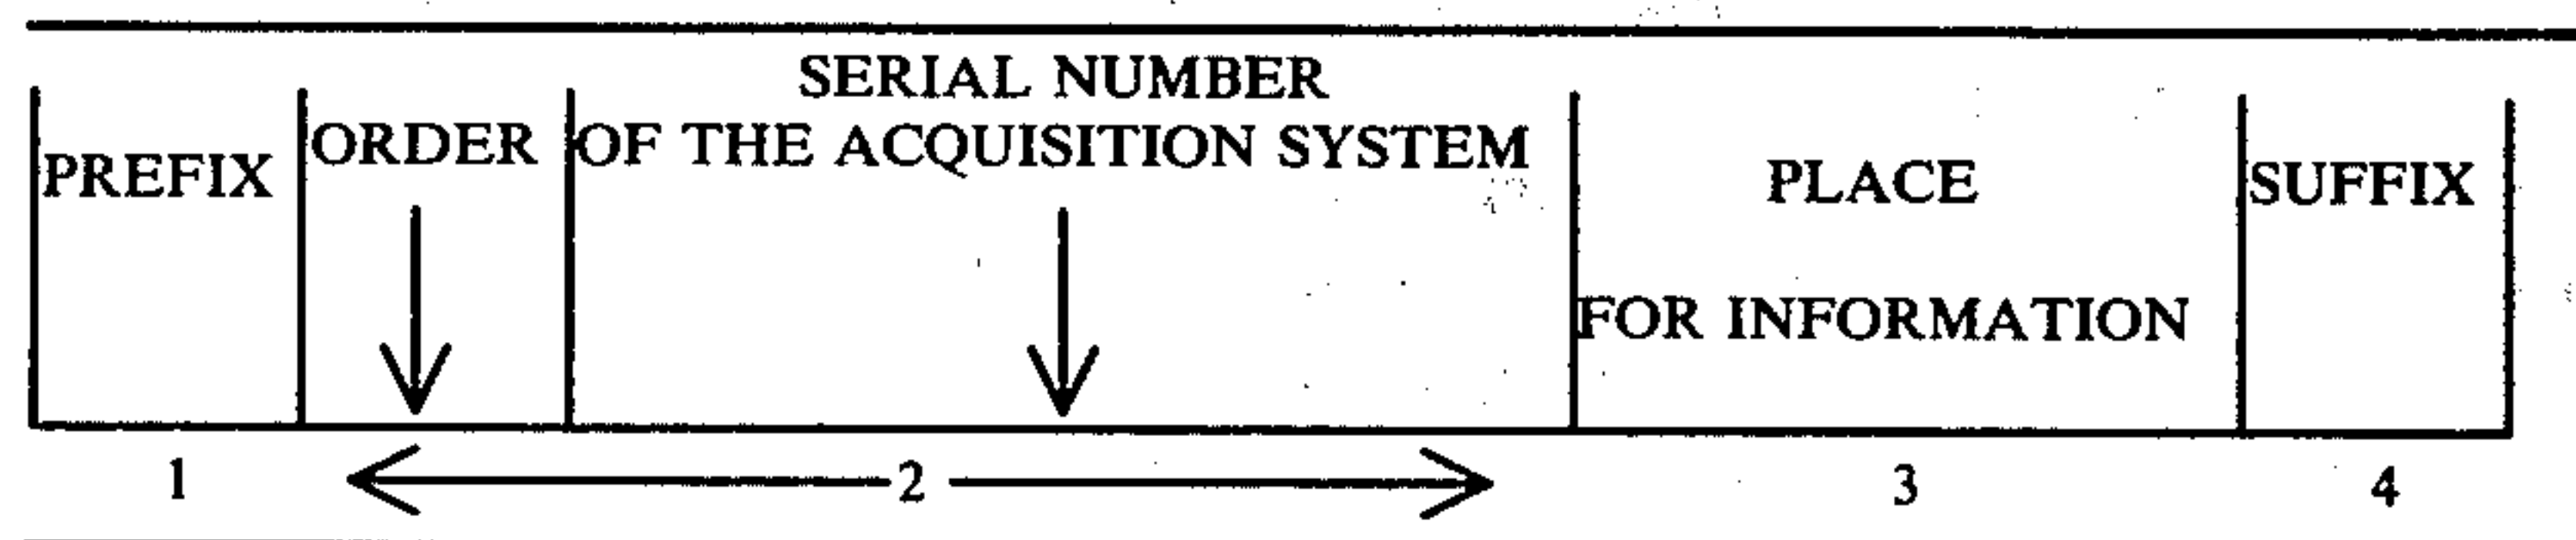 SERIAL NUMBER
PREFIX ORDER OF THE ACQUISITION SYSTEM PLACE SUFFIX
FOR INFORMATION
1 2 3 4